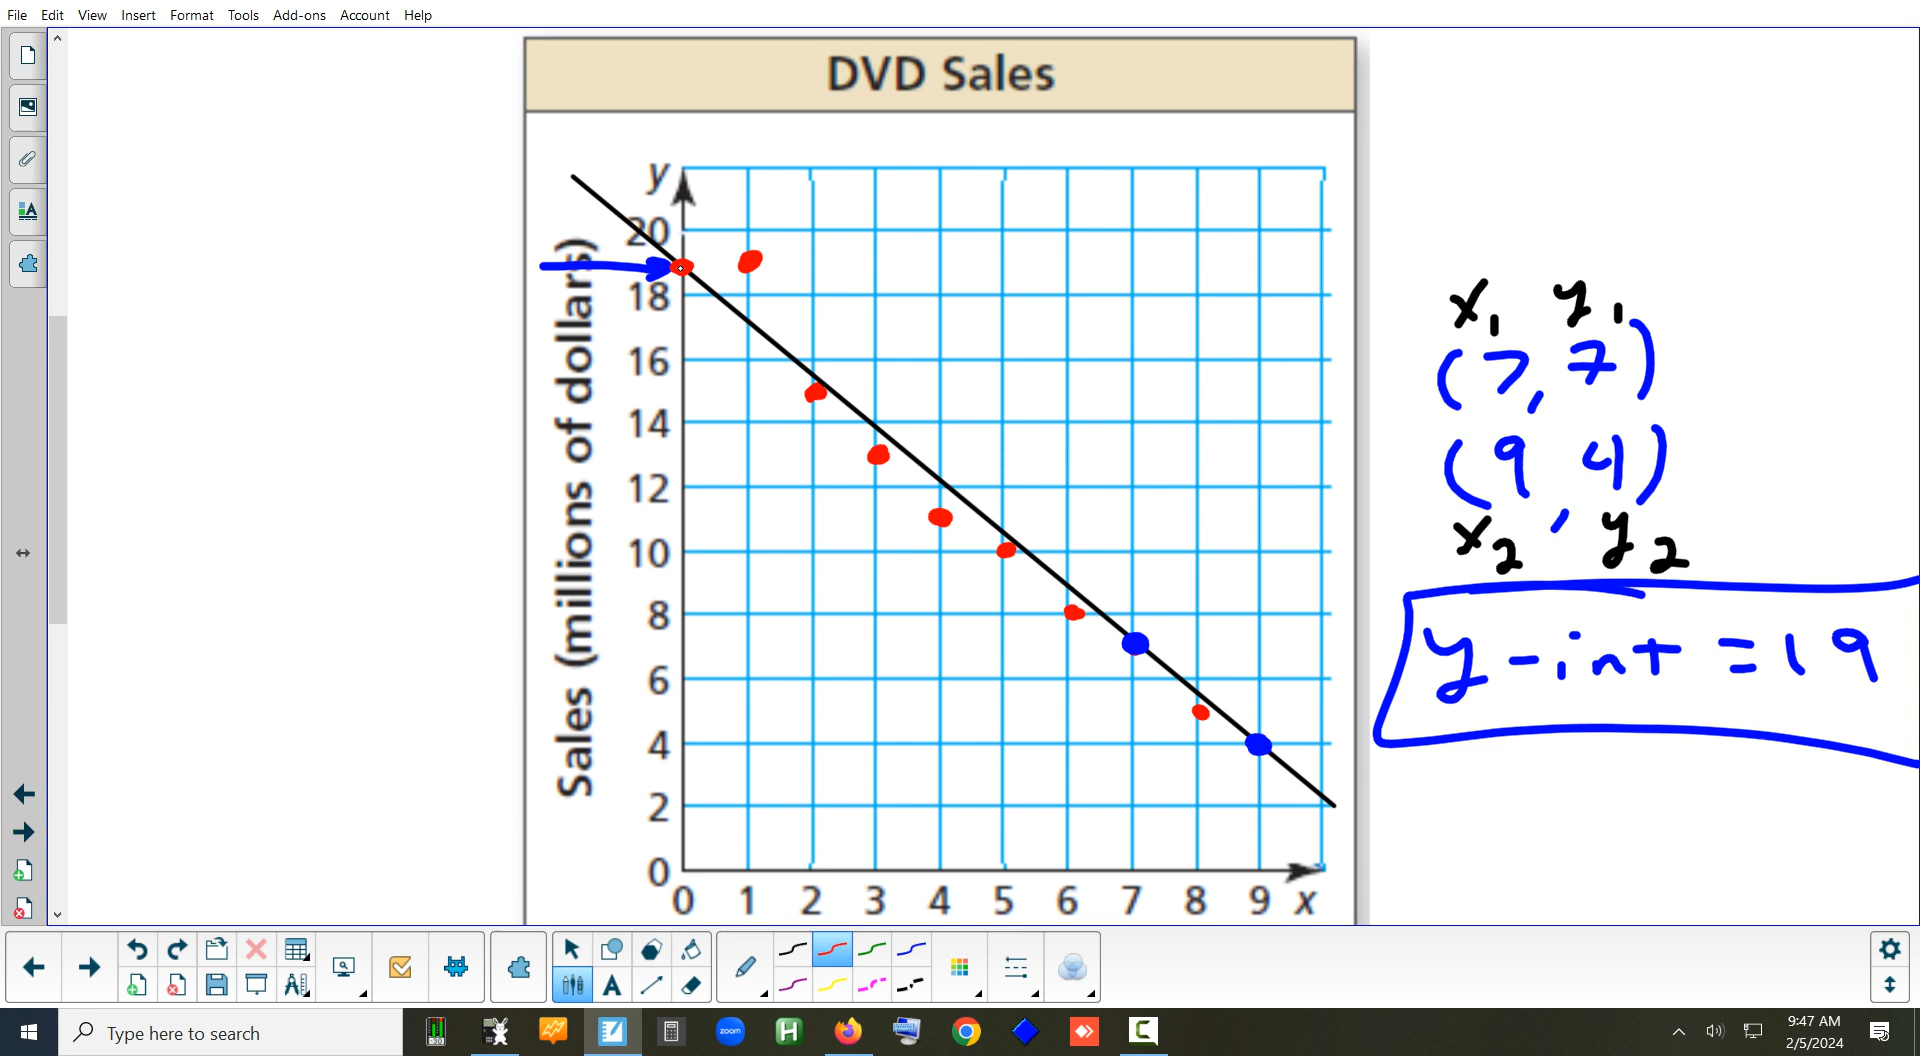 File Edit View Insert Format Tools Add-ons Account Help
DVD Sales
Sales (millions of dollars)
y
20
18
16
14
12
10
8
6
4
2
0
0 1 2 3 4 5 6 7 8 9 x
x1 y1
(7, 7)
(9, 4)
x2 y2
y-int = 19
A
A
zoom
H
C
Type here to search
9:47 AM
2/5/2024